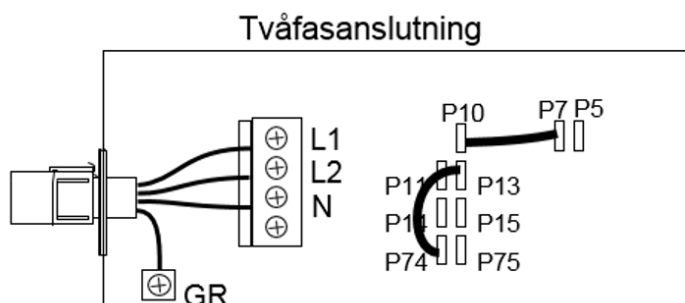 Tvåfasanslutning
P10 P7 P5
L1
L2
N
P11 P13
P14 P15
P74 P75
GR